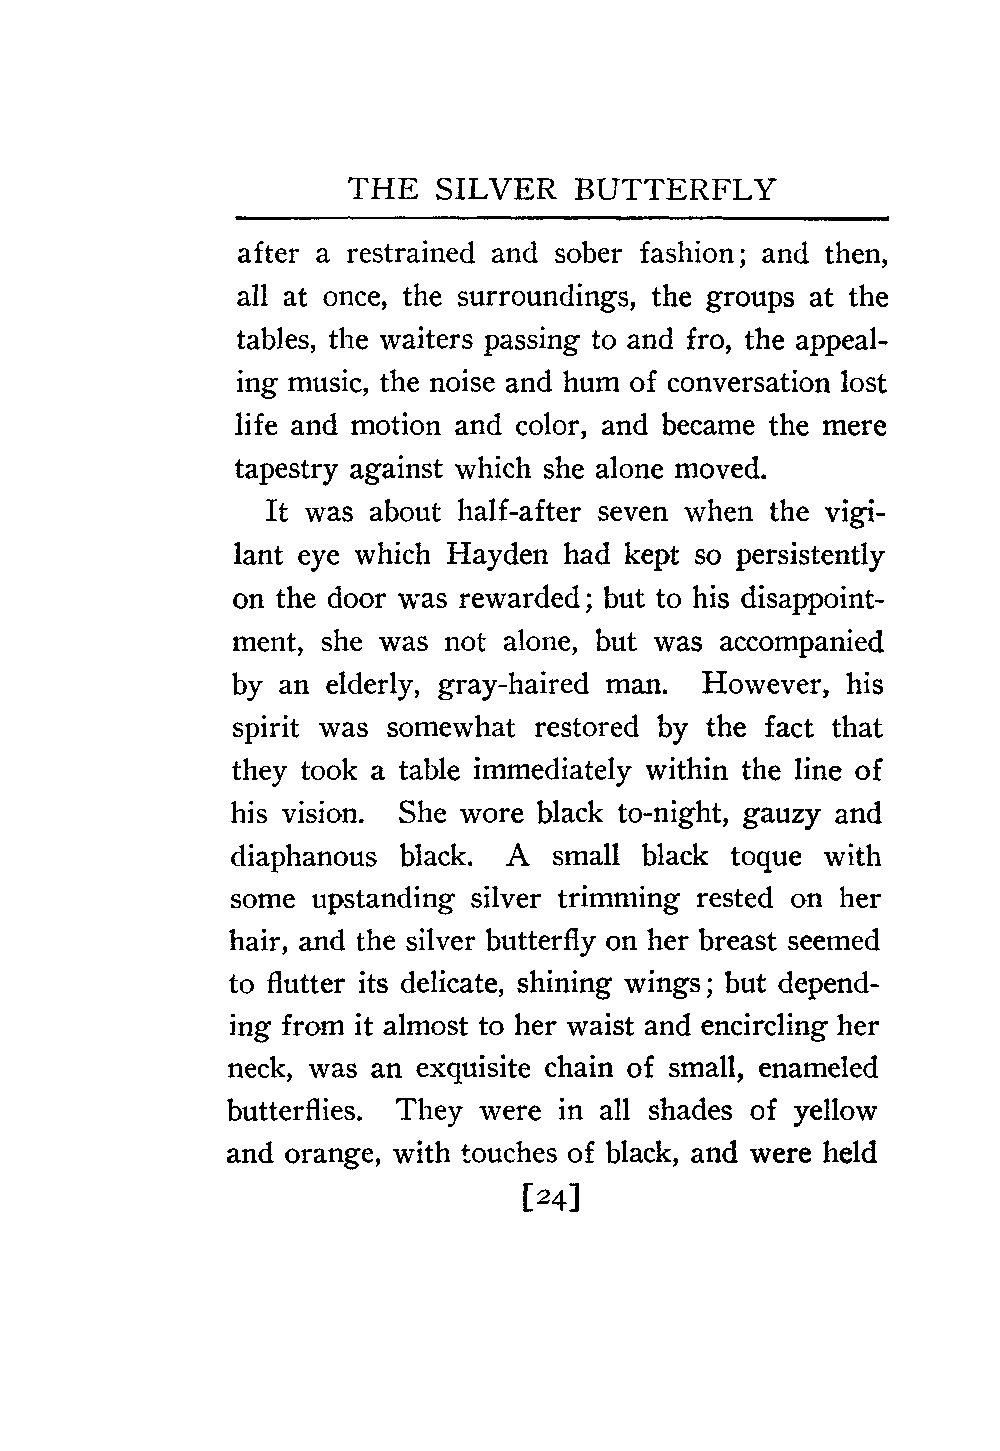 THE SILVER BUTTERFLY
after a restrained and sober fashion; and then,
all at once, the surroundings, the groups at the
tables, the waiters passing to and fro, the appeal-
ing music, the noise and hum of conversation lost
life and motion and color, and became the mere
tapestry against which she alone moved.
It was about half-after seven when the vigi-
lant eye which Hayden had kept so persistently
on the door was rewarded; but to his disappoint-
ment, she was not alone, but was accompanied
by an elderly, gray-haired man. However, his
spirit was somewhat restored by the fact that
they took a table immediately within the line of
his vision. She wore black to-night, gauzy and
diaphanous black. A small black toque with
some upstanding silver trimming rested on her
hair, and the silver butterfly on her breast seemed
to flutter its delicate, shining wings; but depend-
ing from it almost to her waist and encircling her
neck, was an exquisite chain of small, enameled
butterflies. They were in all shades of yellow
and orange, with touches of black, and were held
[24]